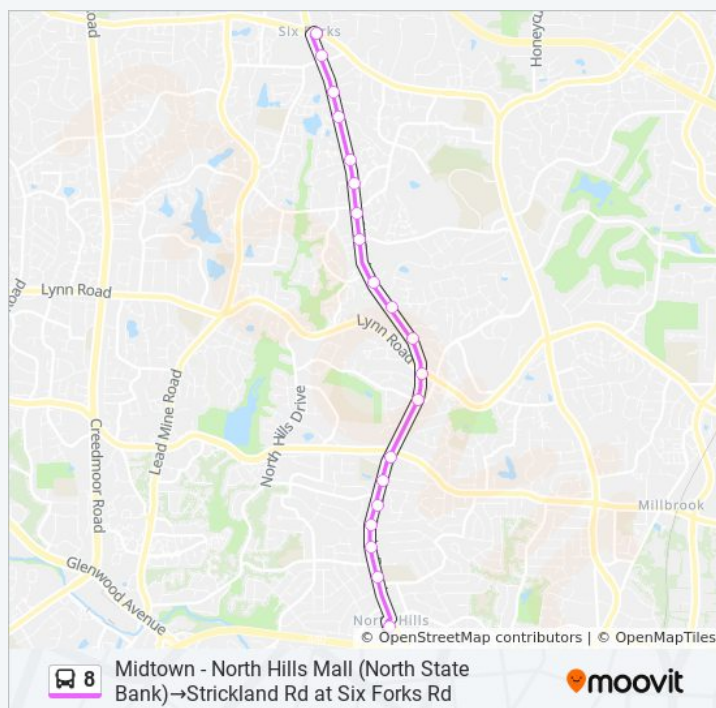 Road
Six Forks
Honeyc
Lynn Road
Road
Lynn Road
Lead Mine Road
North Hills Drive
Creedmoor Road
Millbrook
Glenwood Avenue
North Hills
© OpenStreetMap contributors | © OpenMapTiles
8
Midtown - North Hills Mall (North State
Bank)→Strickland Rd at Six Forks Rd
moovit